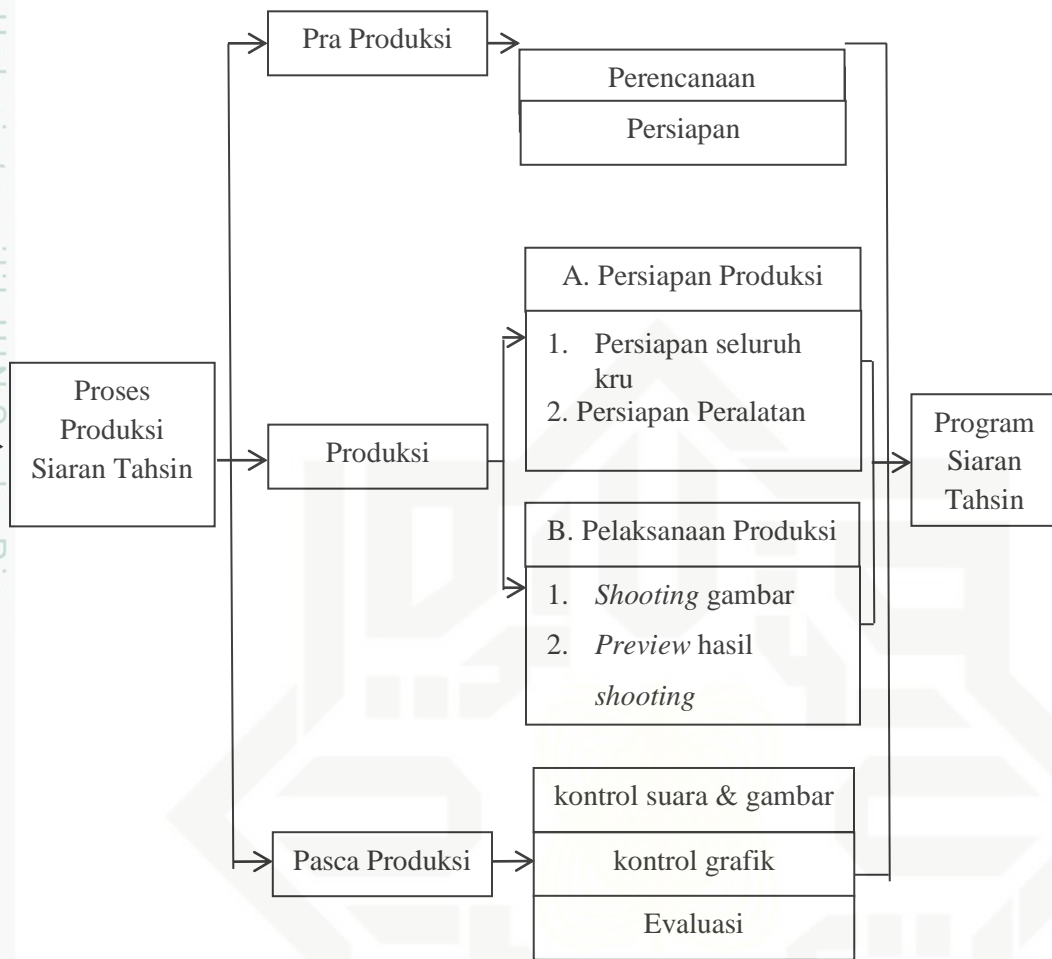 Pra Produksi
Perencanaan
Persiapan
A. Persiapan Produksi
1. Persiapan seluruh
kru
2. Persiapan Peralatan
Proses
Produksi
Siaran Tahsin
Produksi
Program
Siaran
Tahsin
B. Pelaksanaan Produksi
1. Shooting gambar
2. Preview hasil
shooting
kontrol suara & gambar
Pasca Produksi
kontrol grafik
Evaluasi